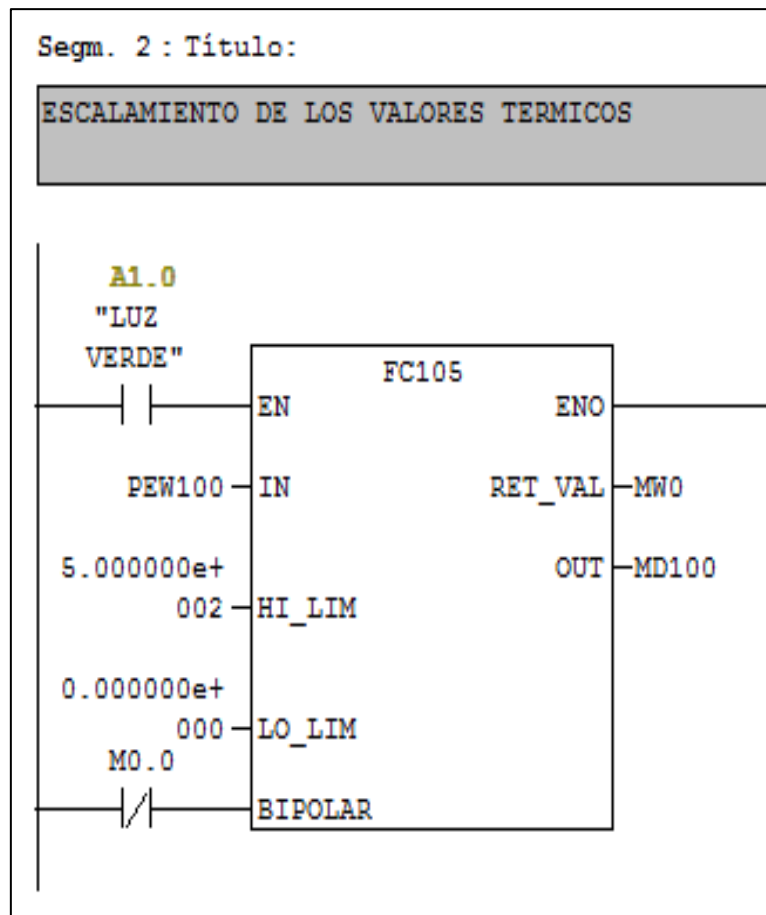 Segm. 2 : Título:
ESCALAMIENTO DE LOS VALORES TERMICOS
A1.0
"LUZ
VERDE"
FC105
EN ENO
PEW100 IN RET_VAL MW0
5.000000e+ OUT MD100
002 HI_LIM
0.000000e+
000 LO_LIM
M0.0
BIPOLAR